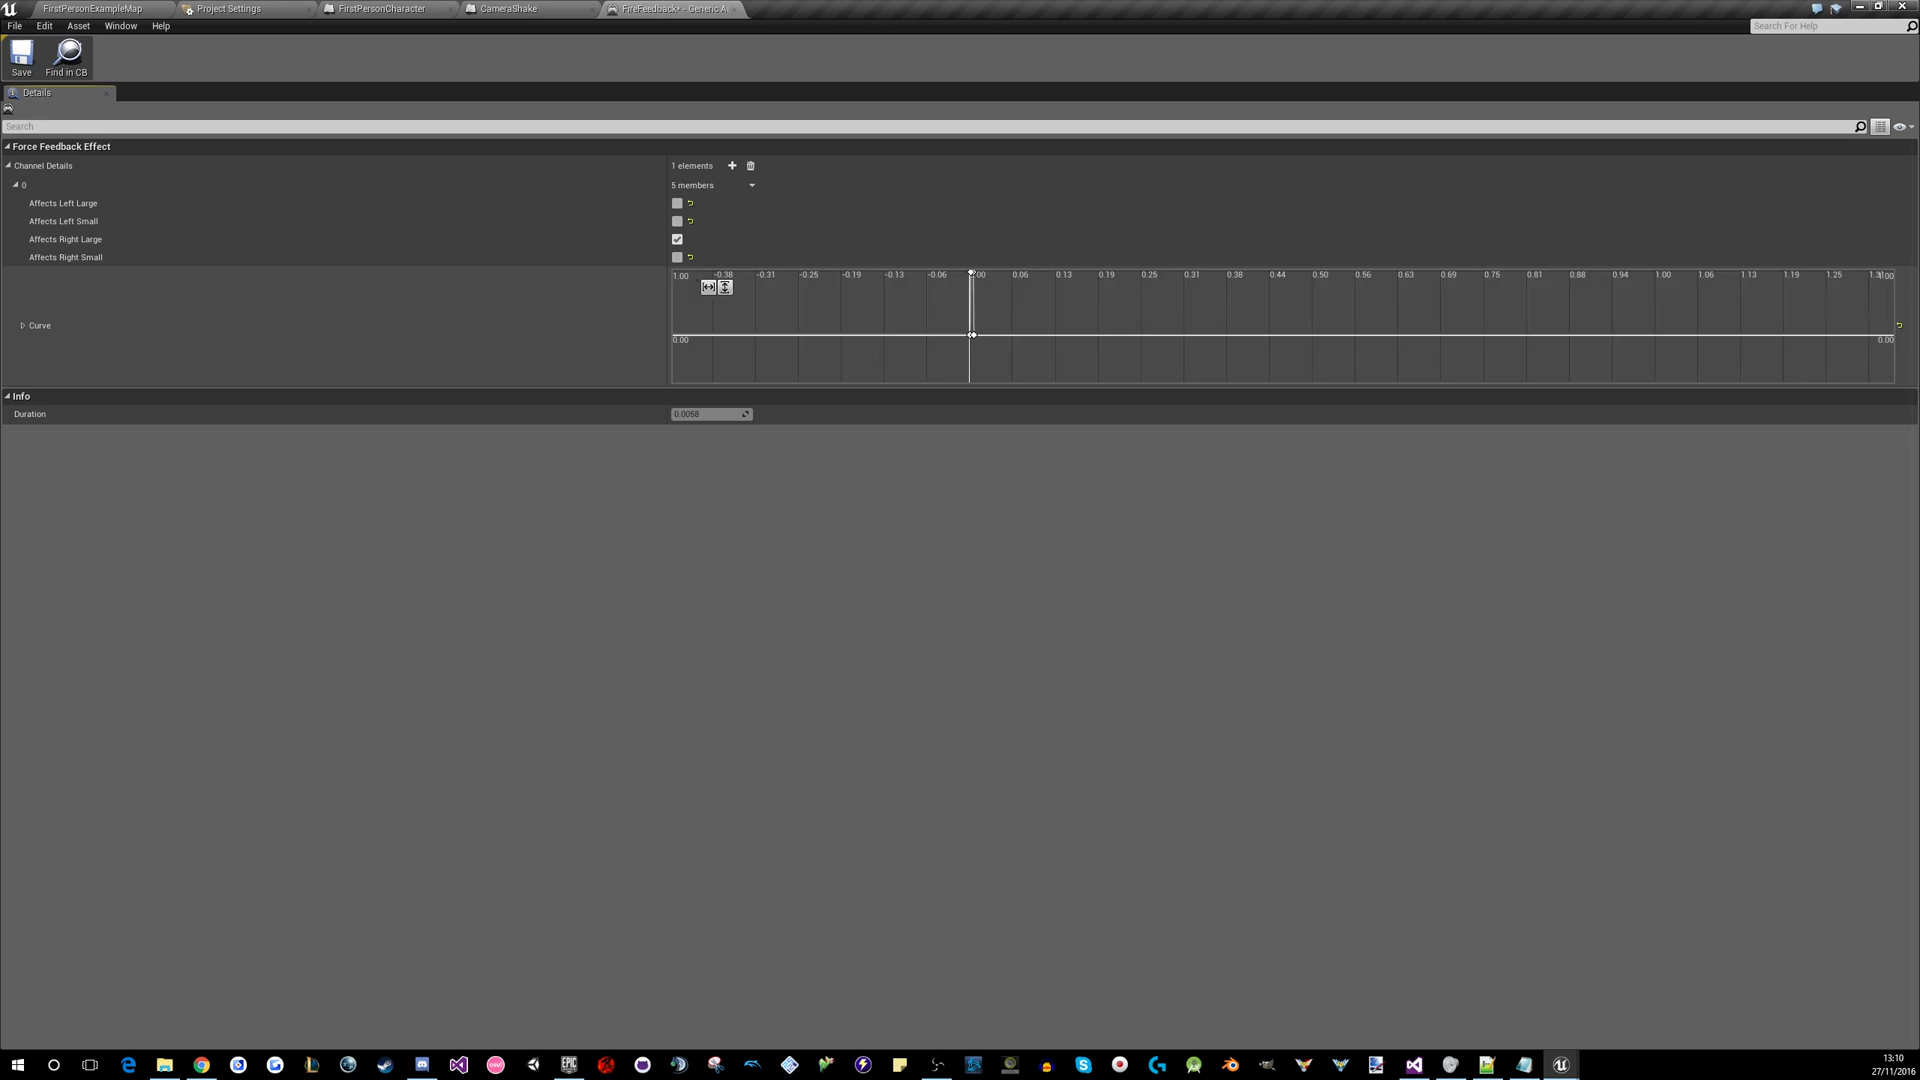 FirstPersonExampleMap Project Settings FirstPersonCharacter CameraShake FireFeedback* - Generic A
File Edit Asset Window Help Search For Help
Save Find in CB
Details
Search
Force Feedback Effect
Channel Details 1 elements
0 5 members
Affects Left Large
Affects Left Small
Affects Right Large
Affects Right Small
1.00 -0.38 -0.31 -0.25 -0.19 -0.13 -0.06 00 0.06 0.13 0.19 0.25 0.31 0.38 0.44 0.50 0.56 0.63 0.69 0.75 0.81 0.88 0.94 1.00 1.06 1.13 1.19 1.25 1.00
Curve
0.00 0.00
Info
Duration 0.0058
EPIC
osu!
13:10
27/11/2016